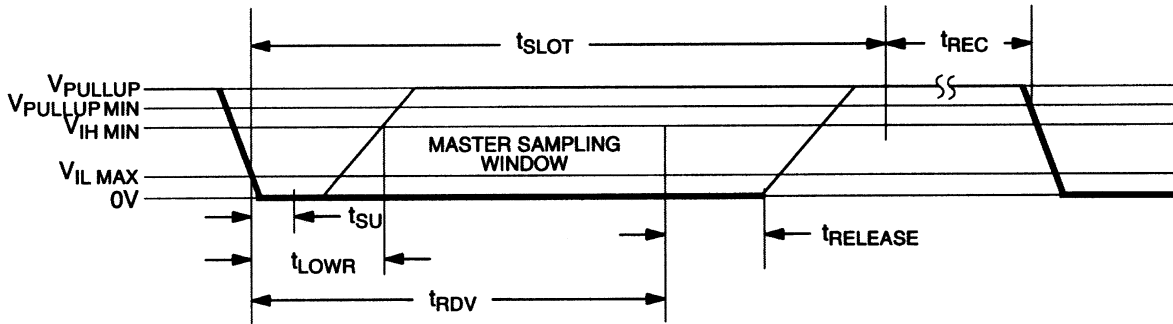 tSLOT
tREC
VPULLUP
VPULLUP MIN
VIH MIN
MASTER SAMPLING
WINDOW
VIL MAX
0V
tSU
tRELEASE
tLOWR
tRDV